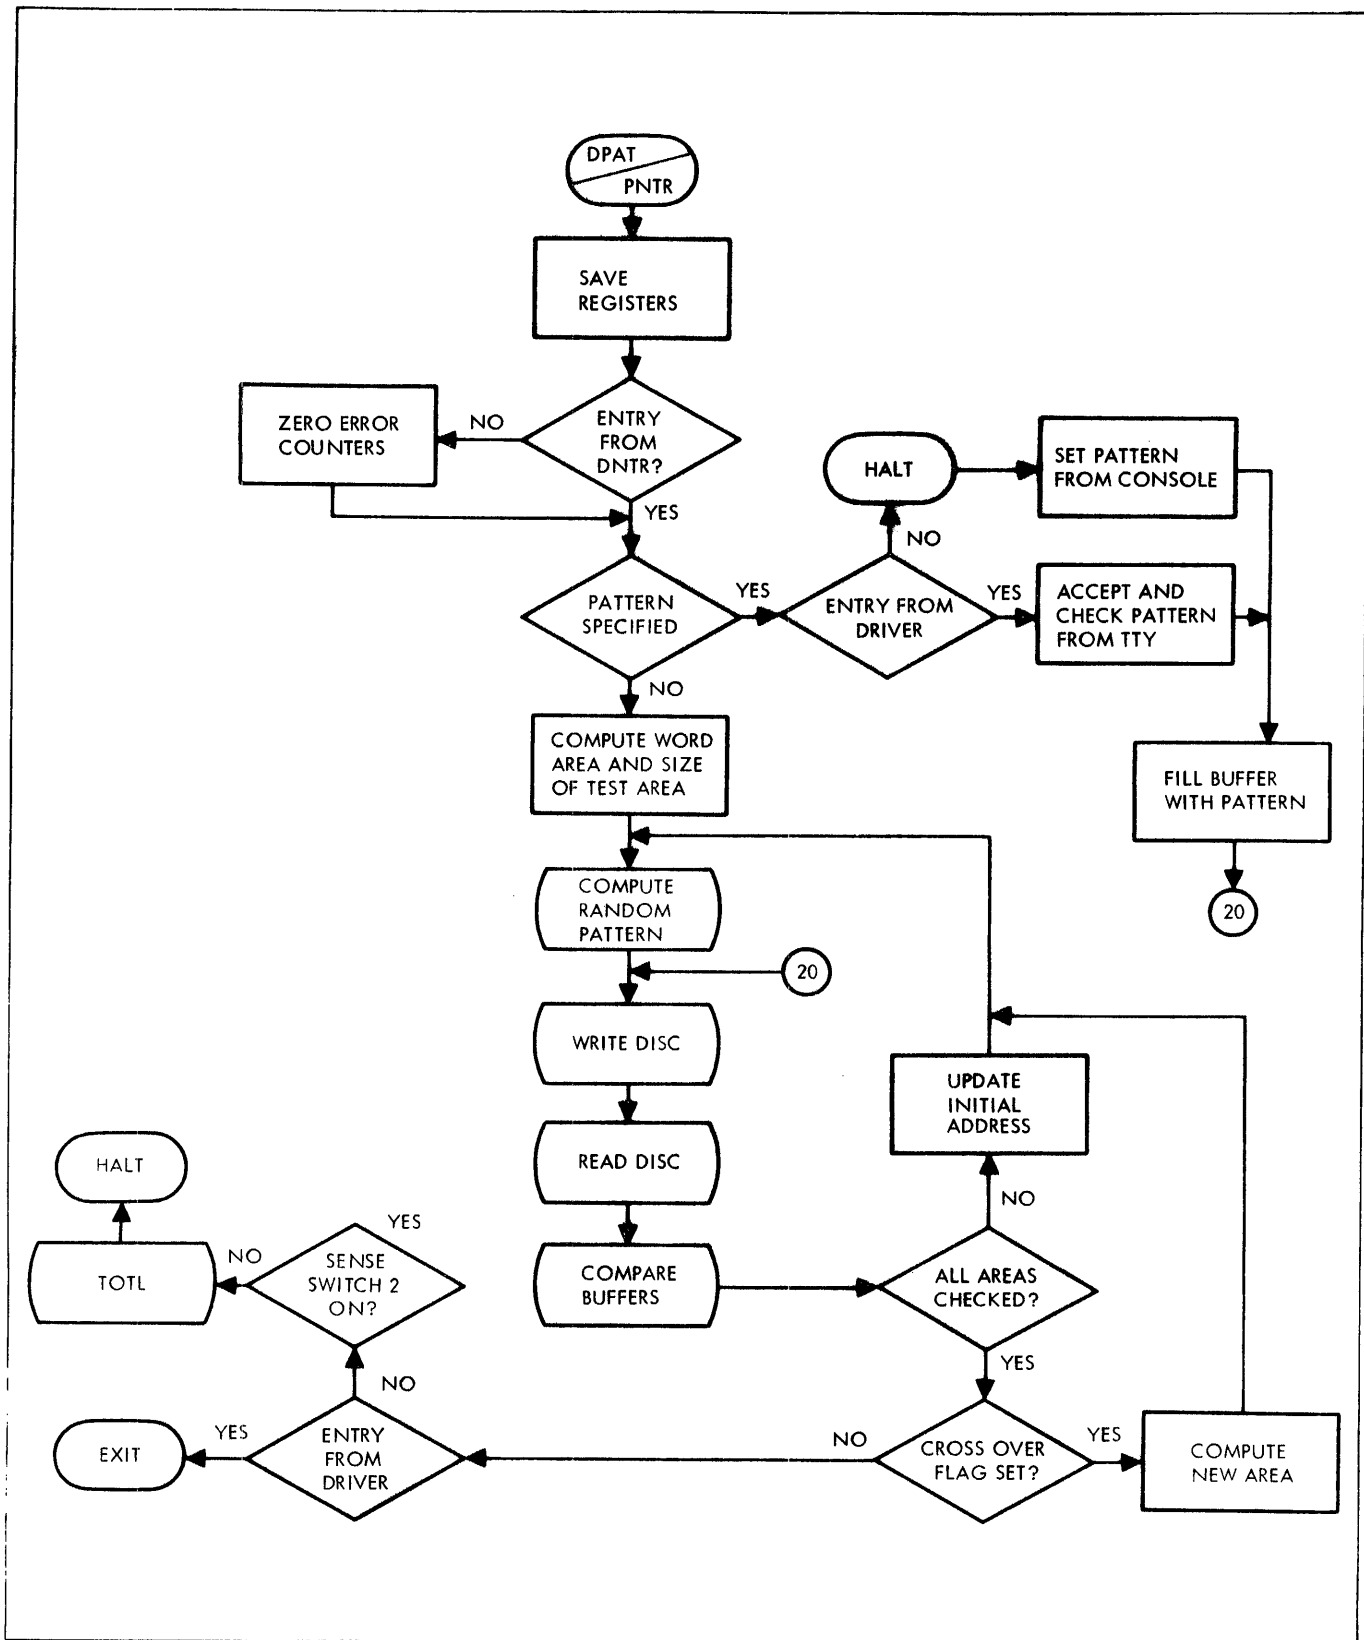 DPAT
PNTR
SAVE
REGISTERS
ZERO ERROR
COUNTERS
NO
ENTRY
FROM
DNTR?
YES
HALT
SET PATTERN
FROM CONSOLE
NO
PATTERN
SPECIFIED
YES
ENTRY FROM
DRIVER
YES
ACCEPT AND
CHECK PATTERN
FROM TTY
NO
COMPUTE WORD
AREA AND SIZE
OF TEST AREA
FILL BUFFER
WITH PATTERN
20
COMPUTE
RANDOM
PATTERN
20
WRITE DISC
UPDATE
INITIAL
ADDRESS
READ DISC
NO
HALT
TOTL
NO
SENSE
SWITCH 2
ON?
YES
COMPARE
BUFFERS
ALL AREAS
CHECKED?
YES
NO
EXIT
YES
ENTRY
FROM
DRIVER
NO
CROSS OVER
FLAG SET?
YES
COMPUTE
NEW AREA